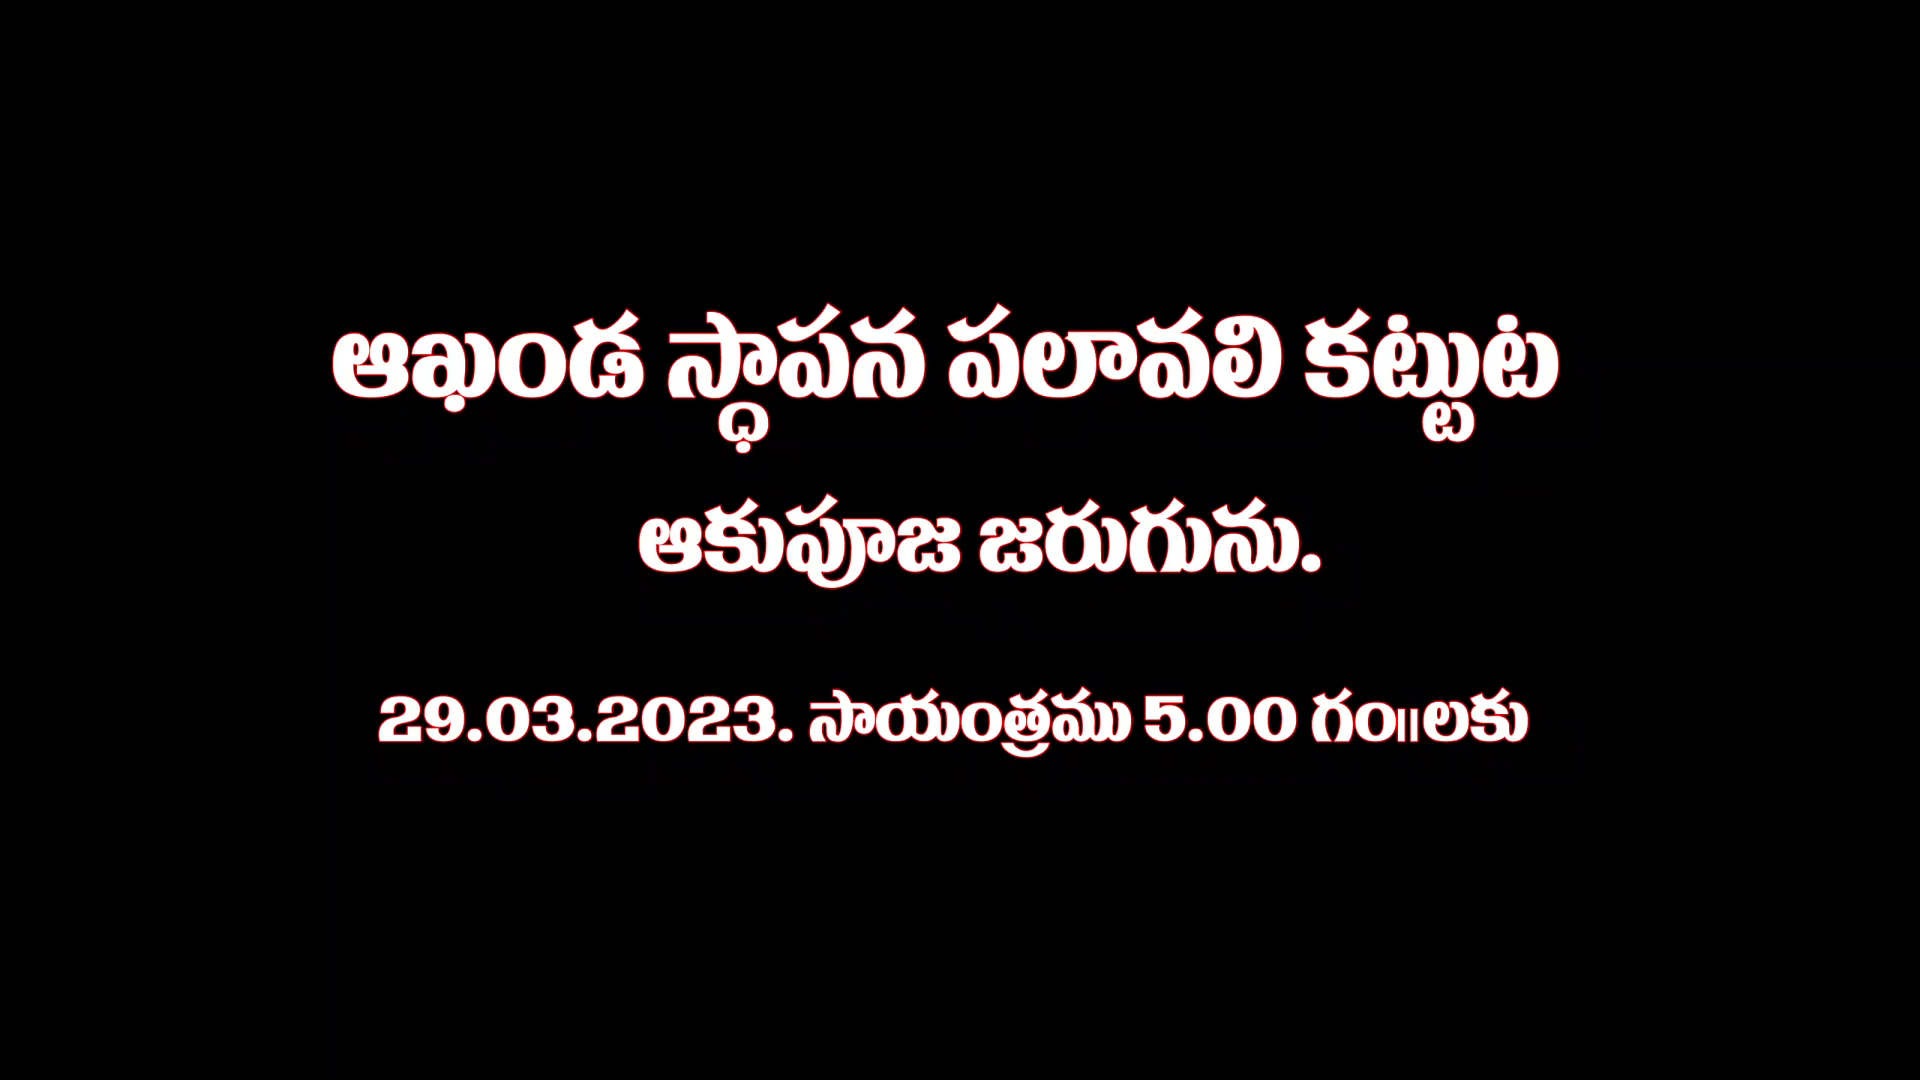 ఆఖండ స్థాపన పలావలి కట్టుట
ఆకుపూజ జరుగును.
29.03.2023. సాయంత్రము 5.00 గం॥లకు